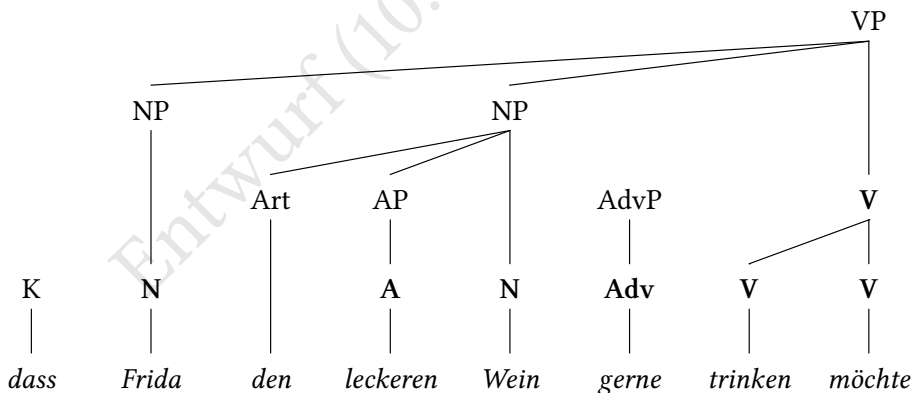 VP
NP NP
Art AP AdvP V
K N A N Adv V V
dass Frida den leckeren Wein gerne trinken möchte
Entwurf (10.